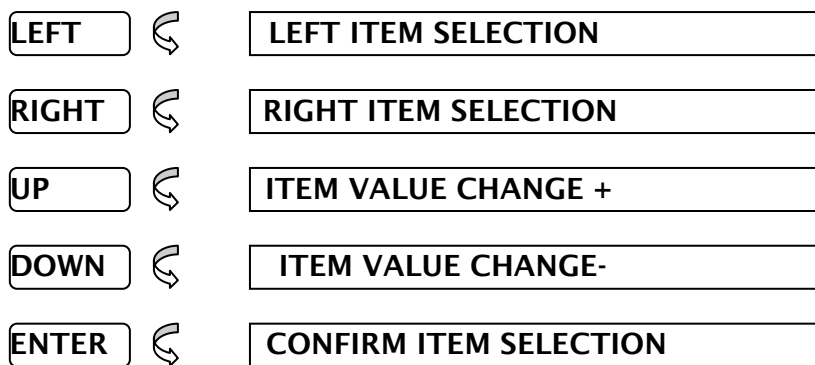 LEFT LEFT ITEM SELECTION
RIGHT RIGHT ITEM SELECTION
UP ITEM VALUE CHANGE +
DOWN ITEM VALUE CHANGE-
ENTER CONFIRM ITEM SELECTION